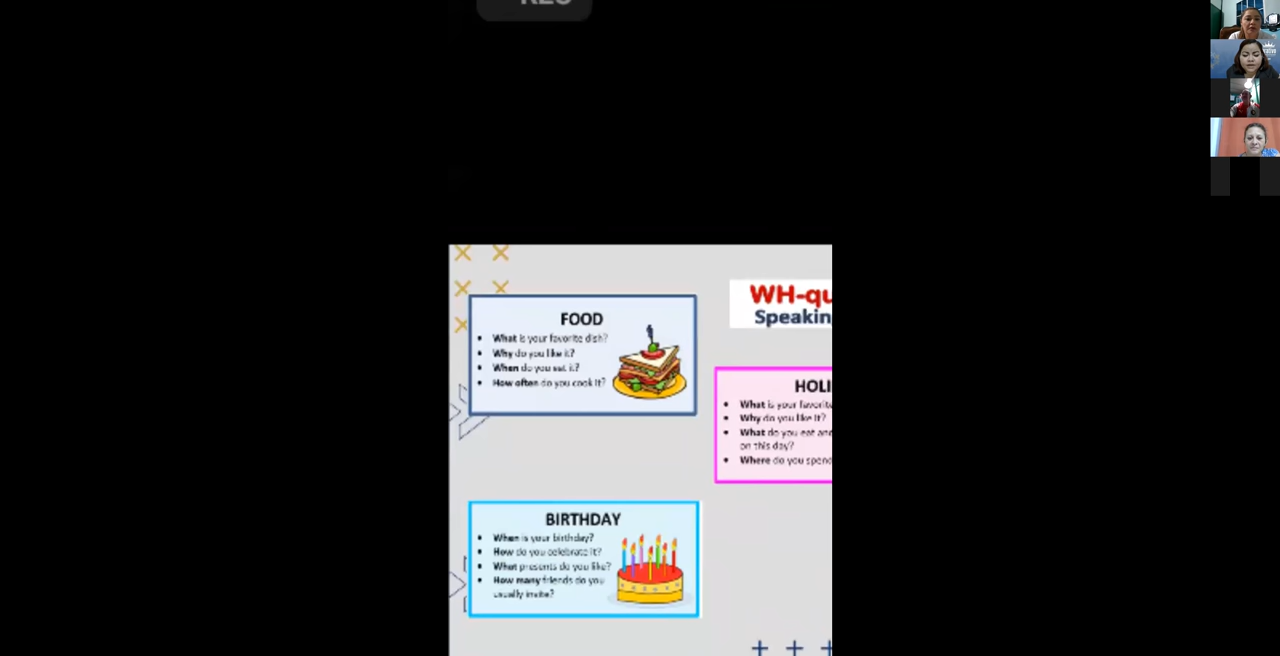 REC
FOOD
What is your favorite dish?
Why do you like it?
When do you eat it?
How often do you cook it?
WH-qu
Speakin
HOLI
What is your favorite
Why do you like it?
What do you eat and
on this day?
Where do you spend
BIRTHDAY
When is your birthday?
How do you celebrate it?
What presents do you like?
How many friends do you
usually invite?